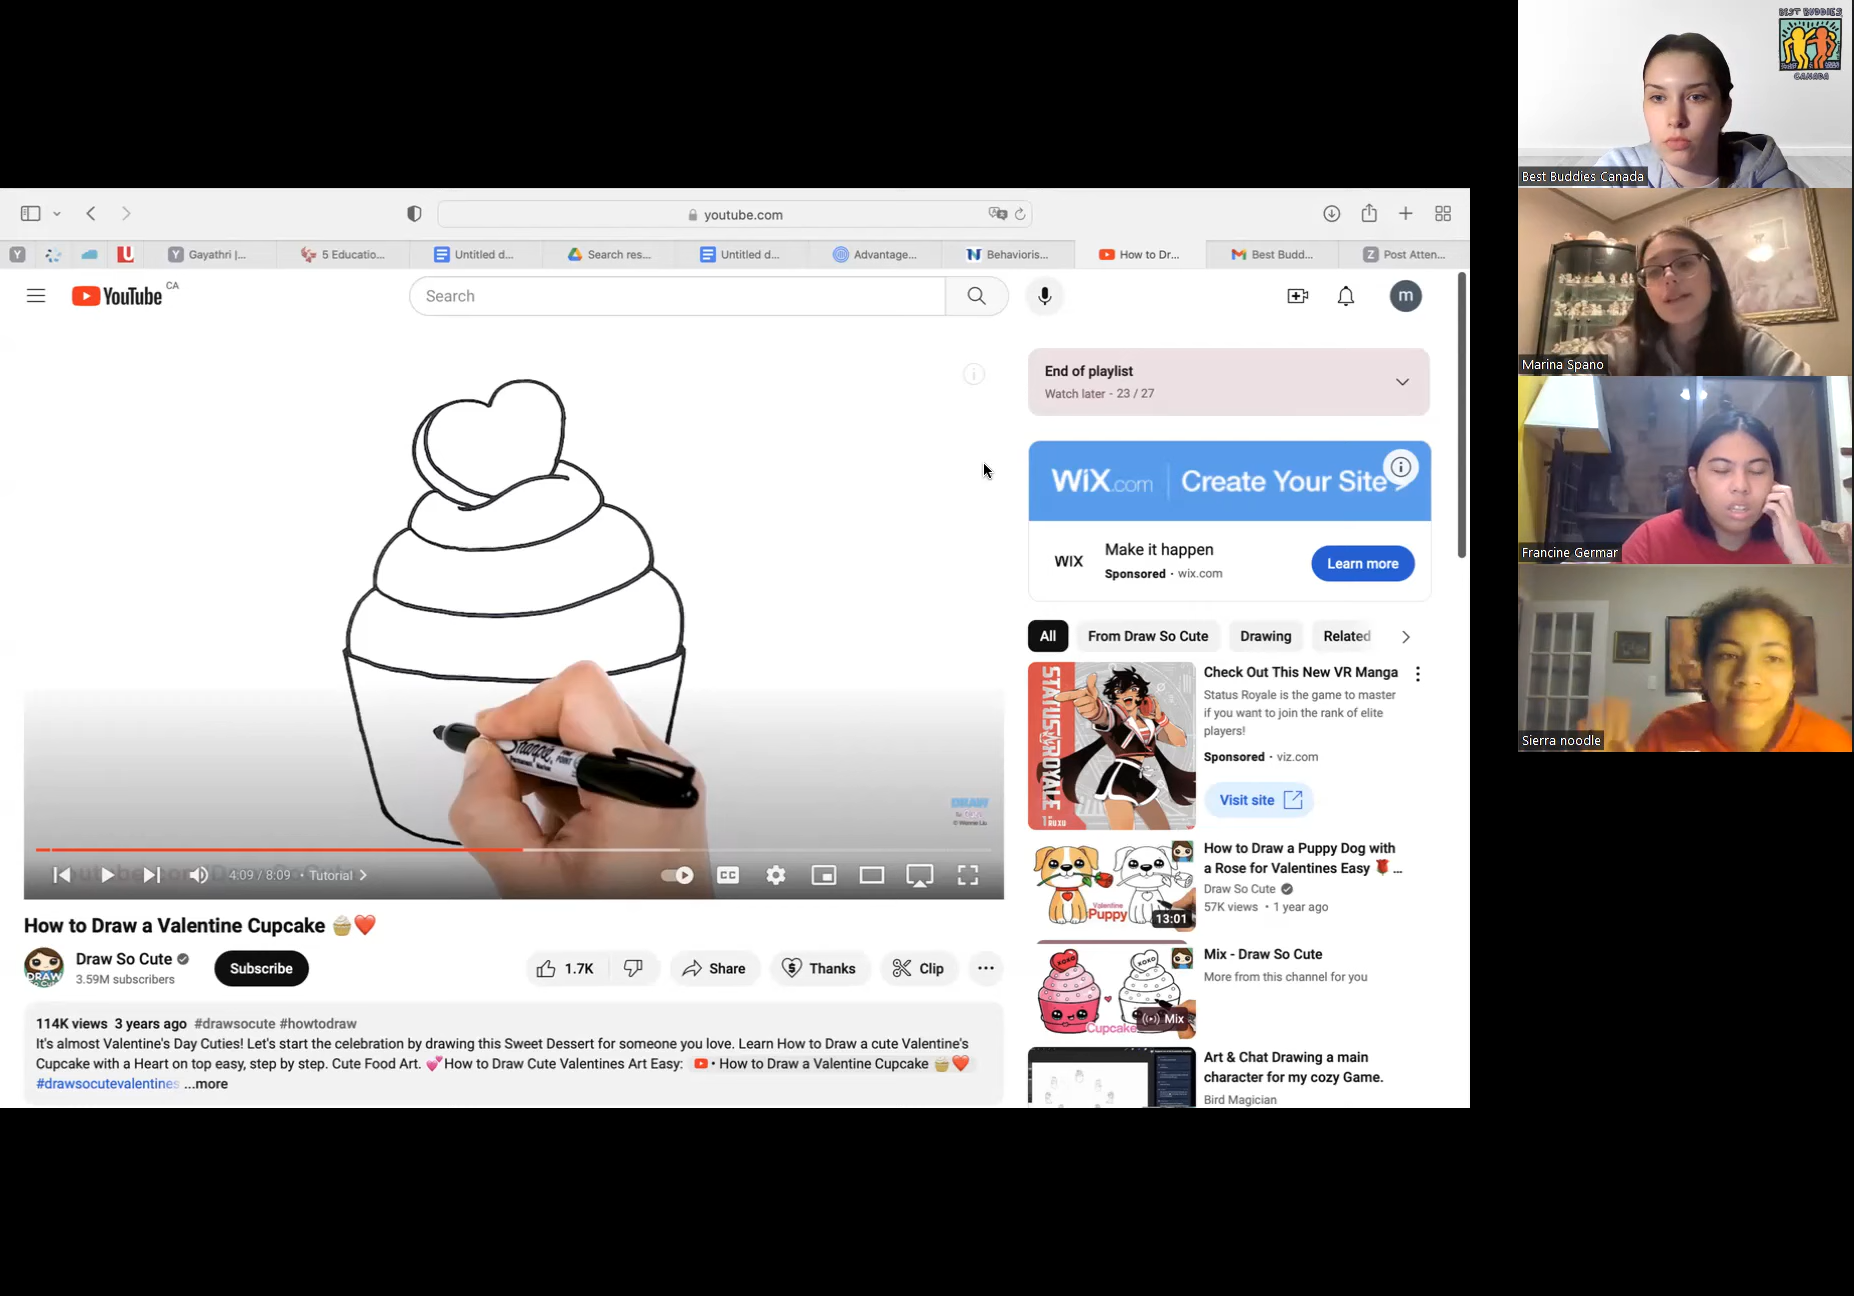 youtube.com
Gayathri |...
5 Educatio...
Untitled d...
Search res...
Untitled d...
Advantage...
Behavioris...
How to Dr...
Best Budd...
Post Atten...
YouTube CA
Search
m
End of playlist
Watch later - 23 / 27
WiX.com | Create Your Site
WIX
Make it happen
Sponsored · wix.com
Learn more
All
From Draw So Cute
Drawing
Related
STATUS ROYALE
Check Out This New VR Manga
Status Royale is the game to master
if you want to join the rank of elite
players!
Sponsored · viz.com
Visit site
Sharpie
DRAW
4:09 / 8:09 • Tutorial
CC
Valentine
Puppy
13:01
How to Draw a Puppy Dog with
a Rose for Valentines Easy 🌹 ...
Draw So Cute
57K views • 1 year ago
How to Draw a Valentine Cupcake 🧁❤️
DRAW
Draw So Cute
3.59M subscribers
Subscribe
1.7K
Share
Thanks
Clip
XOXO
XOXO
Cupcake
Mix
Mix - Draw So Cute
More from this channel for you
114K views 3 years ago #drawsocute #howtodraw
It's almost Valentine's Day Cuties! Let's start the celebration by drawing this Sweet Dessert for someone you love. Learn How to Draw a cute Valentine's
Cupcake with a Heart on top easy, step by step. Cute Food Art. 💕How to Draw Cute Valentines Art Easy: • How to Draw a Valentine Cupcake 🧁❤️
#drawsocutevalentines ...more
Art & Chat Drawing a main
character for my cozy Game.
Bird Magician
BEST BUDDIES
CANADA
Best Buddies Canada
Marina Spano
Francine Germar
Sierra noodle